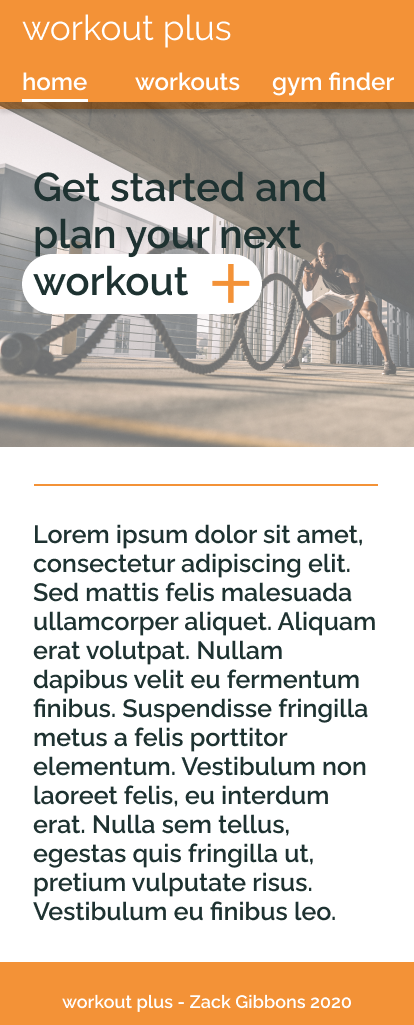 workout plus
home workouts gym finder
Get started and
plan your next
workout +
Lorem ipsum dolor sit amet,
consectetur adipiscing elit.
Sed mattis felis malesuada
ullamcorper aliquet. Aliquam
erat volutpat. Nullam
dapibus velit eu fermentum
finibus. Suspendisse fringilla
metus a felis porttitor
elementum. Vestibulum non
laoreet felis, eu interdum
erat. Nulla sem tellus,
egestas quis fringilla ut,
pretium vulputate risus.
Vestibulum eu finibus leo.
workout plus - Zack Gibbons 2020